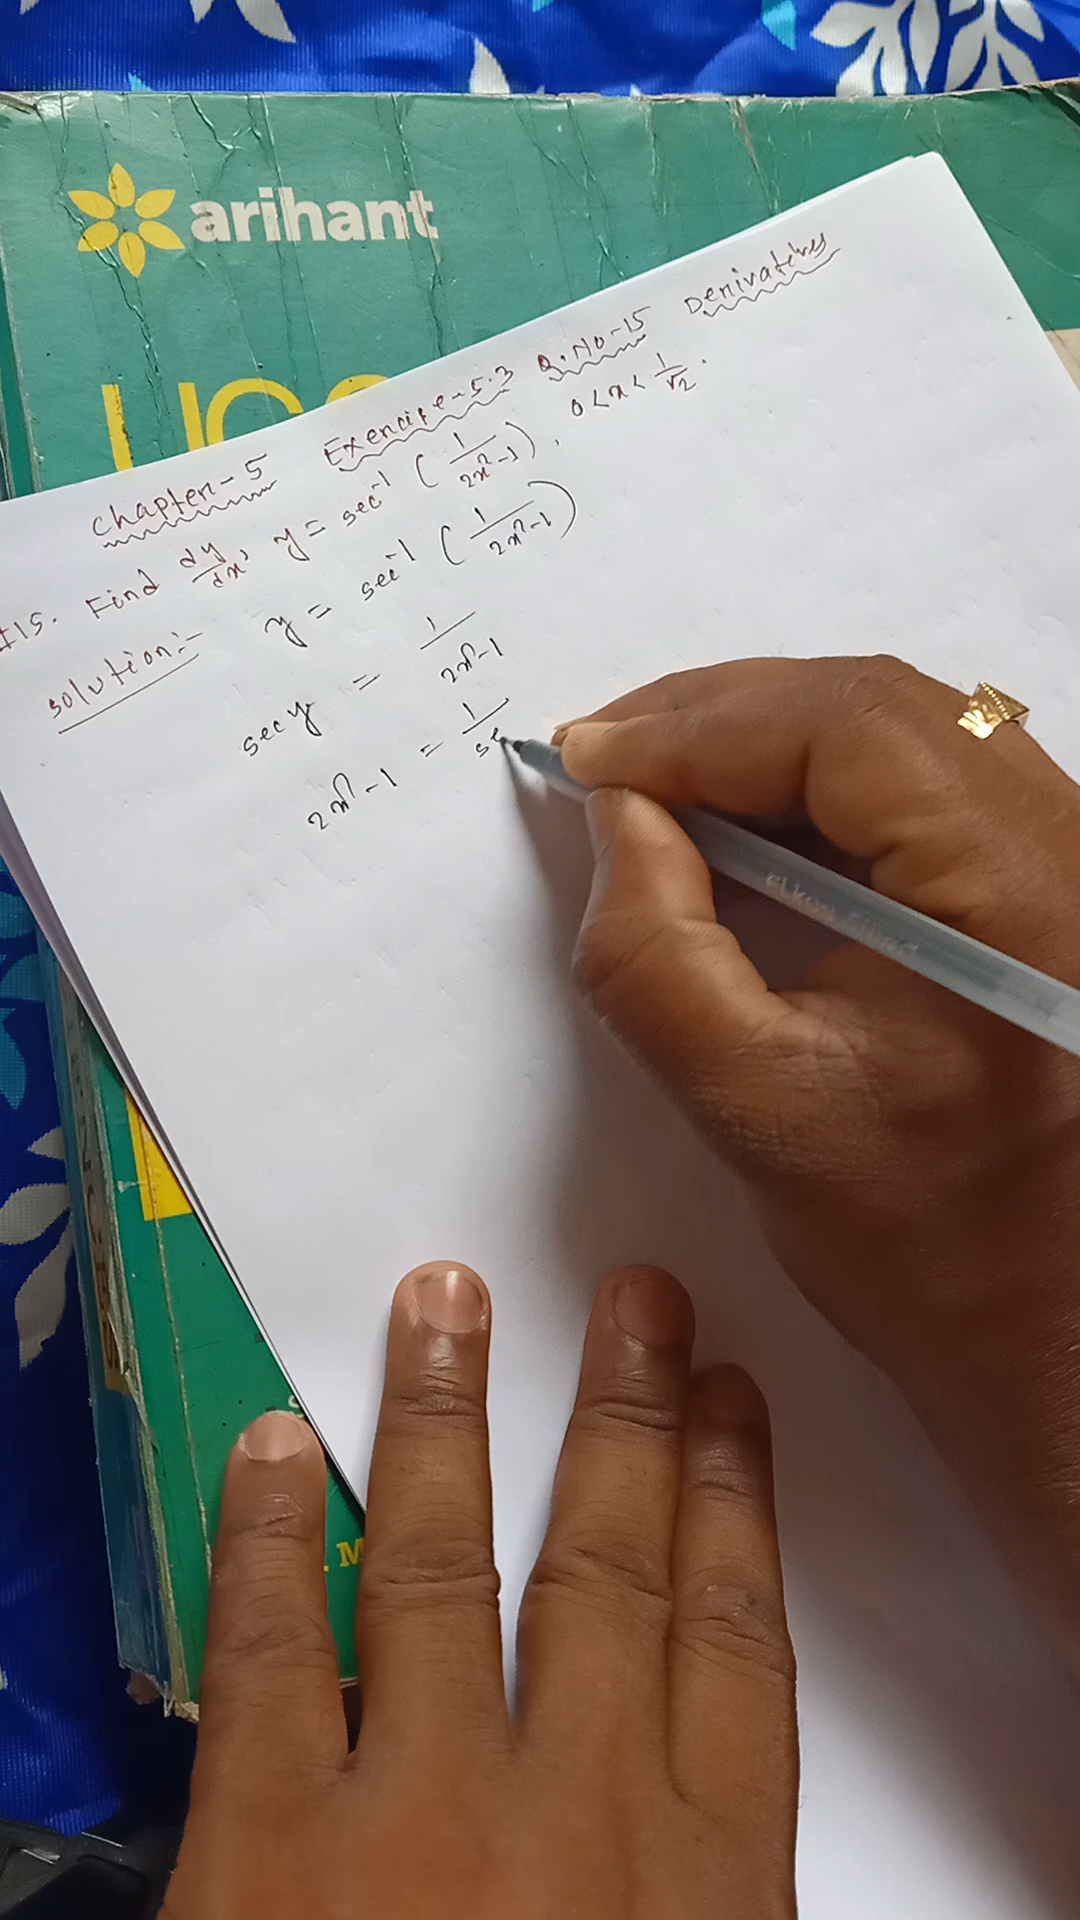 arihant
Chapter-5 Exercise-5.3 Q.No-15 Derivatives
#15. Find dy/dx, y = sec⁻¹ (1/(2x²-1)), 0 < x < 1/√2.
Solution:- y = sec⁻¹ (1/(2x²-1))
sec y = 1/(2x²-1)
2x²-1 = 1/se